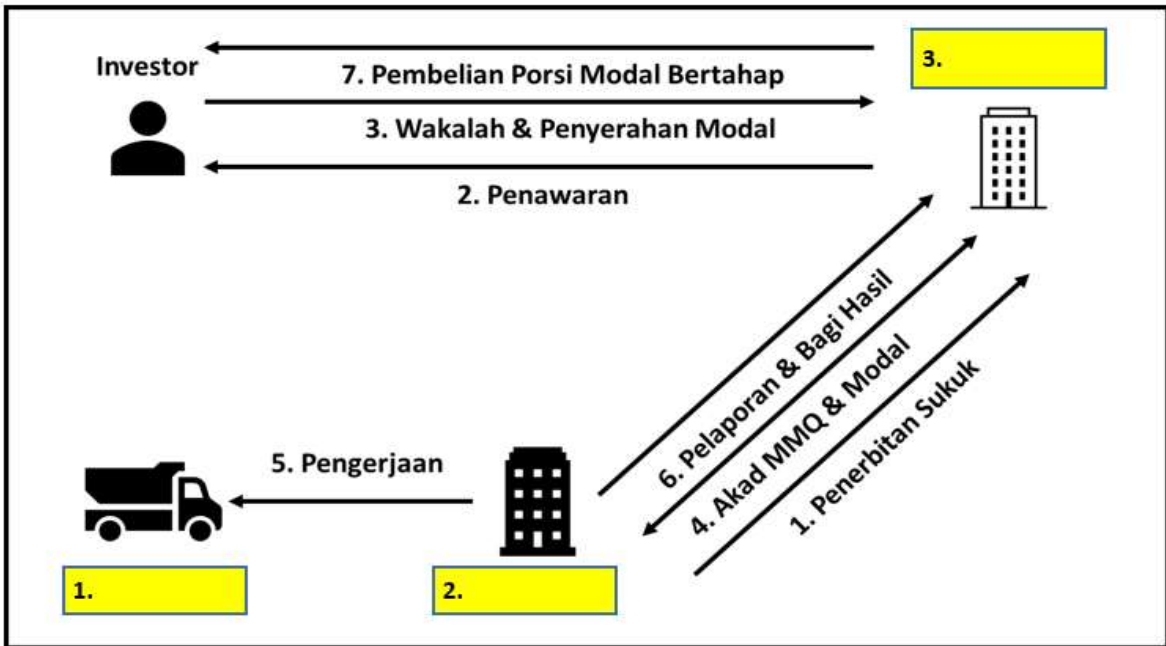 3.
Investor
7. Pembelian Porsi Modal Bertahap
3. Wakalah & Penyerahan Modal
2. Penawaran
6. Pelaporan & Bagi Hasil
4. Akad MMQ & Modal
1. Penerbitan Sukuk
5. Pengerjaan
1.
2.